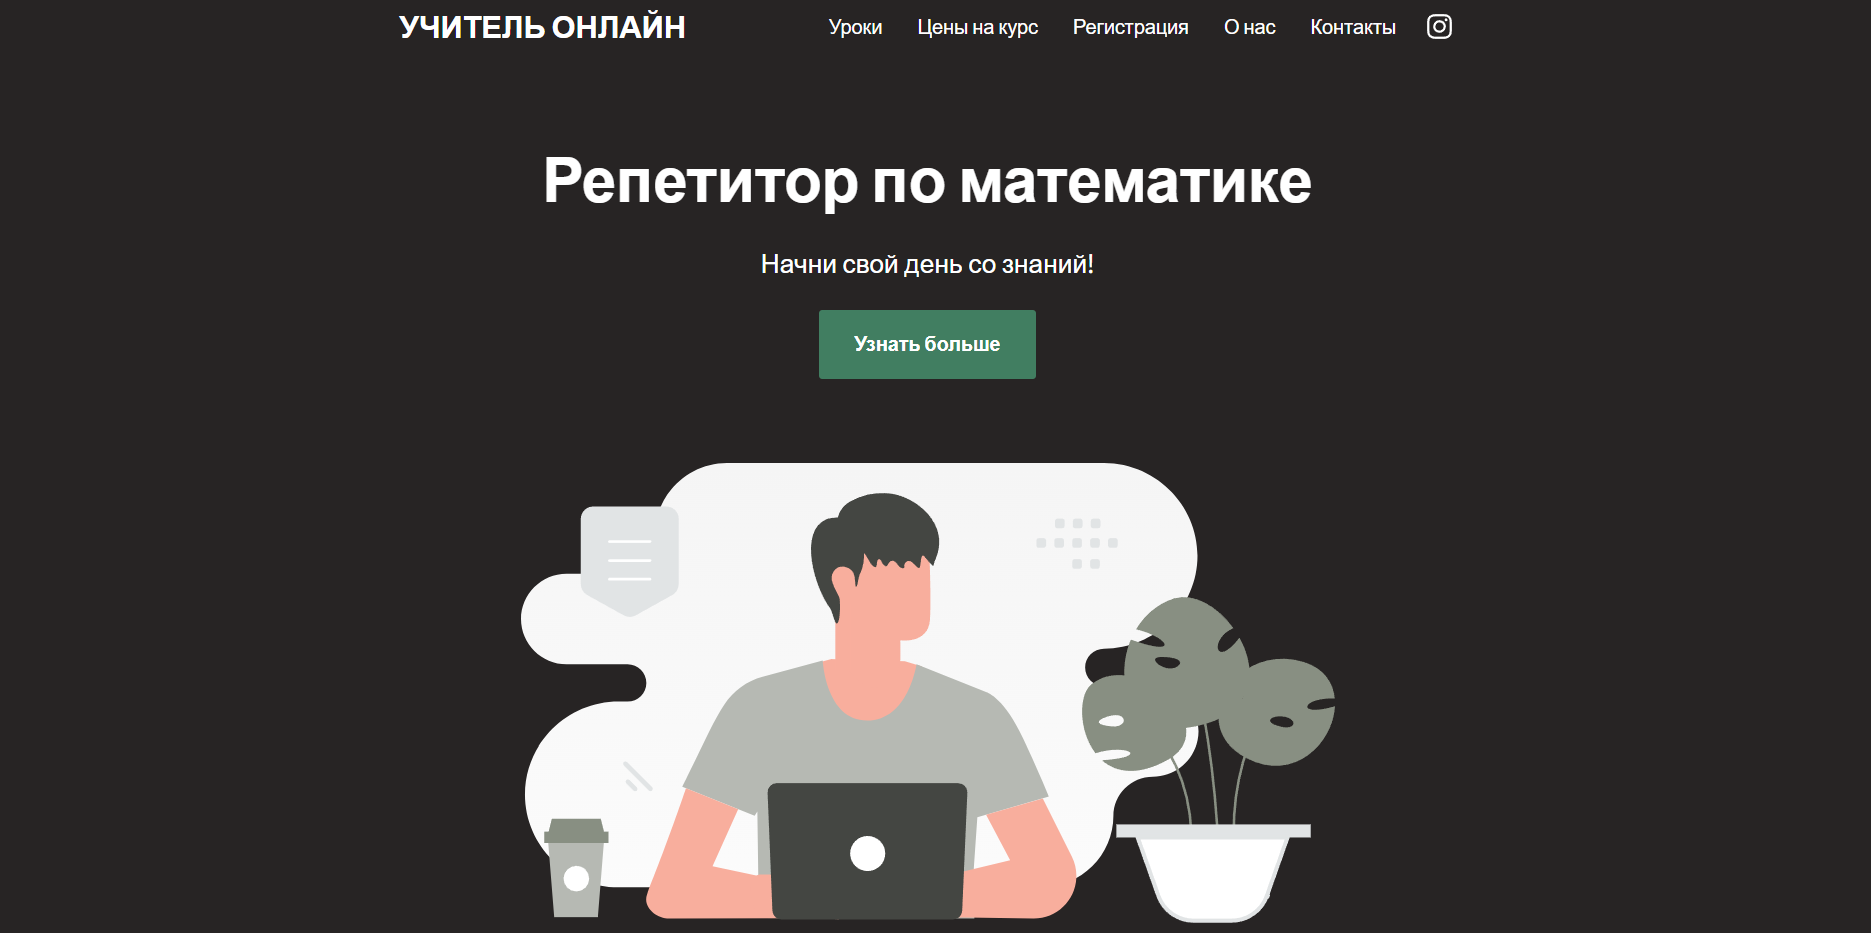 УЧИТЕЛЬ ОНЛАЙН
Уроки Цены на курс Регистрация О нас Контакты
Репетитор по математике
Начни свой день со знаний!
Узнать больше